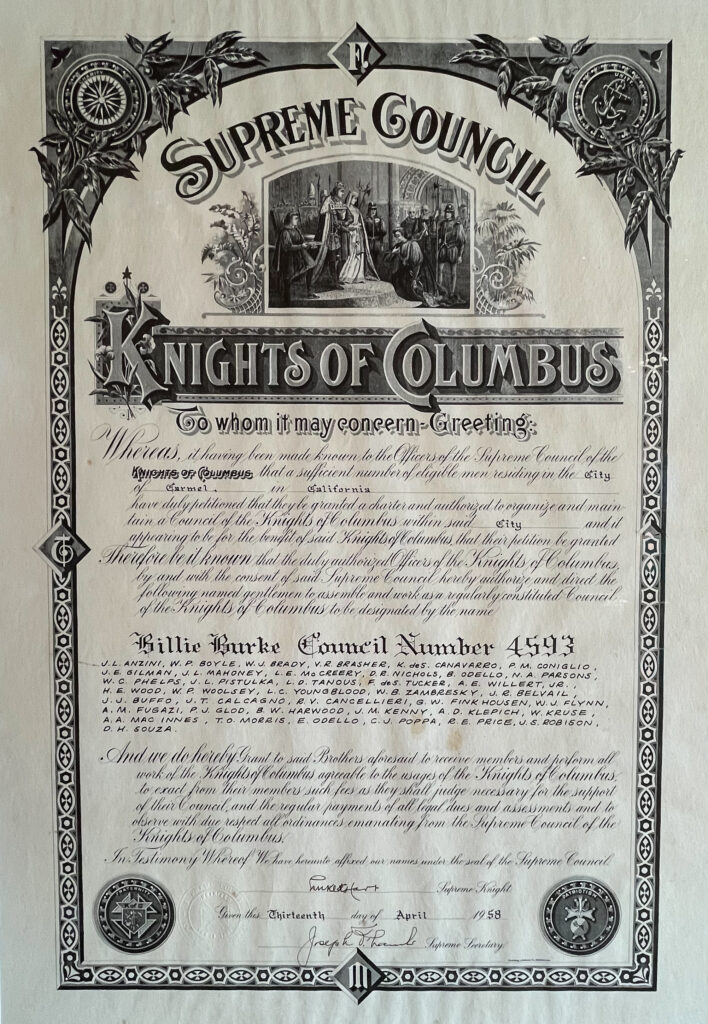 F.
SUPREME COUNCIL
KNIGHTS OF COLUMBUS
To whom it may concern-Greeting:
Whereas, it having been made known to the Officers of the Supreme Council of the
KNIGHTS OF COLUMBUS that a sufficient number of eligible men residing in the City
of Carmel, in California
have duly petitioned that they be granted a charter and authorized to organize and main
tain a Council of the Knights of Columbus within said City and it
appearing to be for the benefit of said Knights of Columbus that their petition be granted
Therefore be it known that the duly authorized Officers of the Knights of Columbus,
by and with the consent of said Supreme Council hereby authorize and direct the
following named gentlemen to assemble and work as a regularly constituted Council
of the Knights of Columbus to be designated by the name
Billie Burke Council Number 4593
J.L. ANZINI, W.P. BOYLE, W.J. BRADY, V.R. BRASHER, K. deS. CANAVARRO, P.M. CONIGLIO,
J.E. GILMAN, J.L. MAHONEY, L.E. McCREERY, D.R. NICHOLS, B. ODELLO, N.A. PARSONS,
W.C. PHELPS, J.L. PISTULKA, L.D. TANOUS, F. deS. TUCKER, A.E. WILLERT, JR.,
H.E. WOOD, W.P. WOOLSEY, L.C. YOUNGBLOOD, W.B. ZAMBRESKY, J.R. BELVAIL,
J.J. BUFFO, J.T. CALCAGNO, R.V. CANCELLIERI, G.W. FINKHOUSEN, W.J. FLYNN,
A.M. FUGAZI, P.J. GLOD, B.W. HARWOOD, J.M. KENNY, A.D. KLEPICH, W. KRUSE,
A.A. MAC INNES, T.O. MORRIS, E. ODELLO, C.J. POPPA, R.E. PRICE, J.S. ROBISON,
D.H. SOUZA.
And we do hereby Grant to said Brothers aforesaid to receive members and perform all
work of the Knights of Columbus agreable to the usages of the Knights of Columbus,
to exact from their members such fees as they shall judge necessary for the support
of their Council, and the regular payments of all legal dues and assessments and to
observe with due respect all ordinances emanating from the Supreme Council of the
Knights of Columbus.
In Testimony Whereof We have hereunto affixed our names under the seal of the Supreme Council
Luke E. Hart Supreme Knight
Given this Thirteenth day of April 1958
Joseph F. Lamb Supreme Secretary